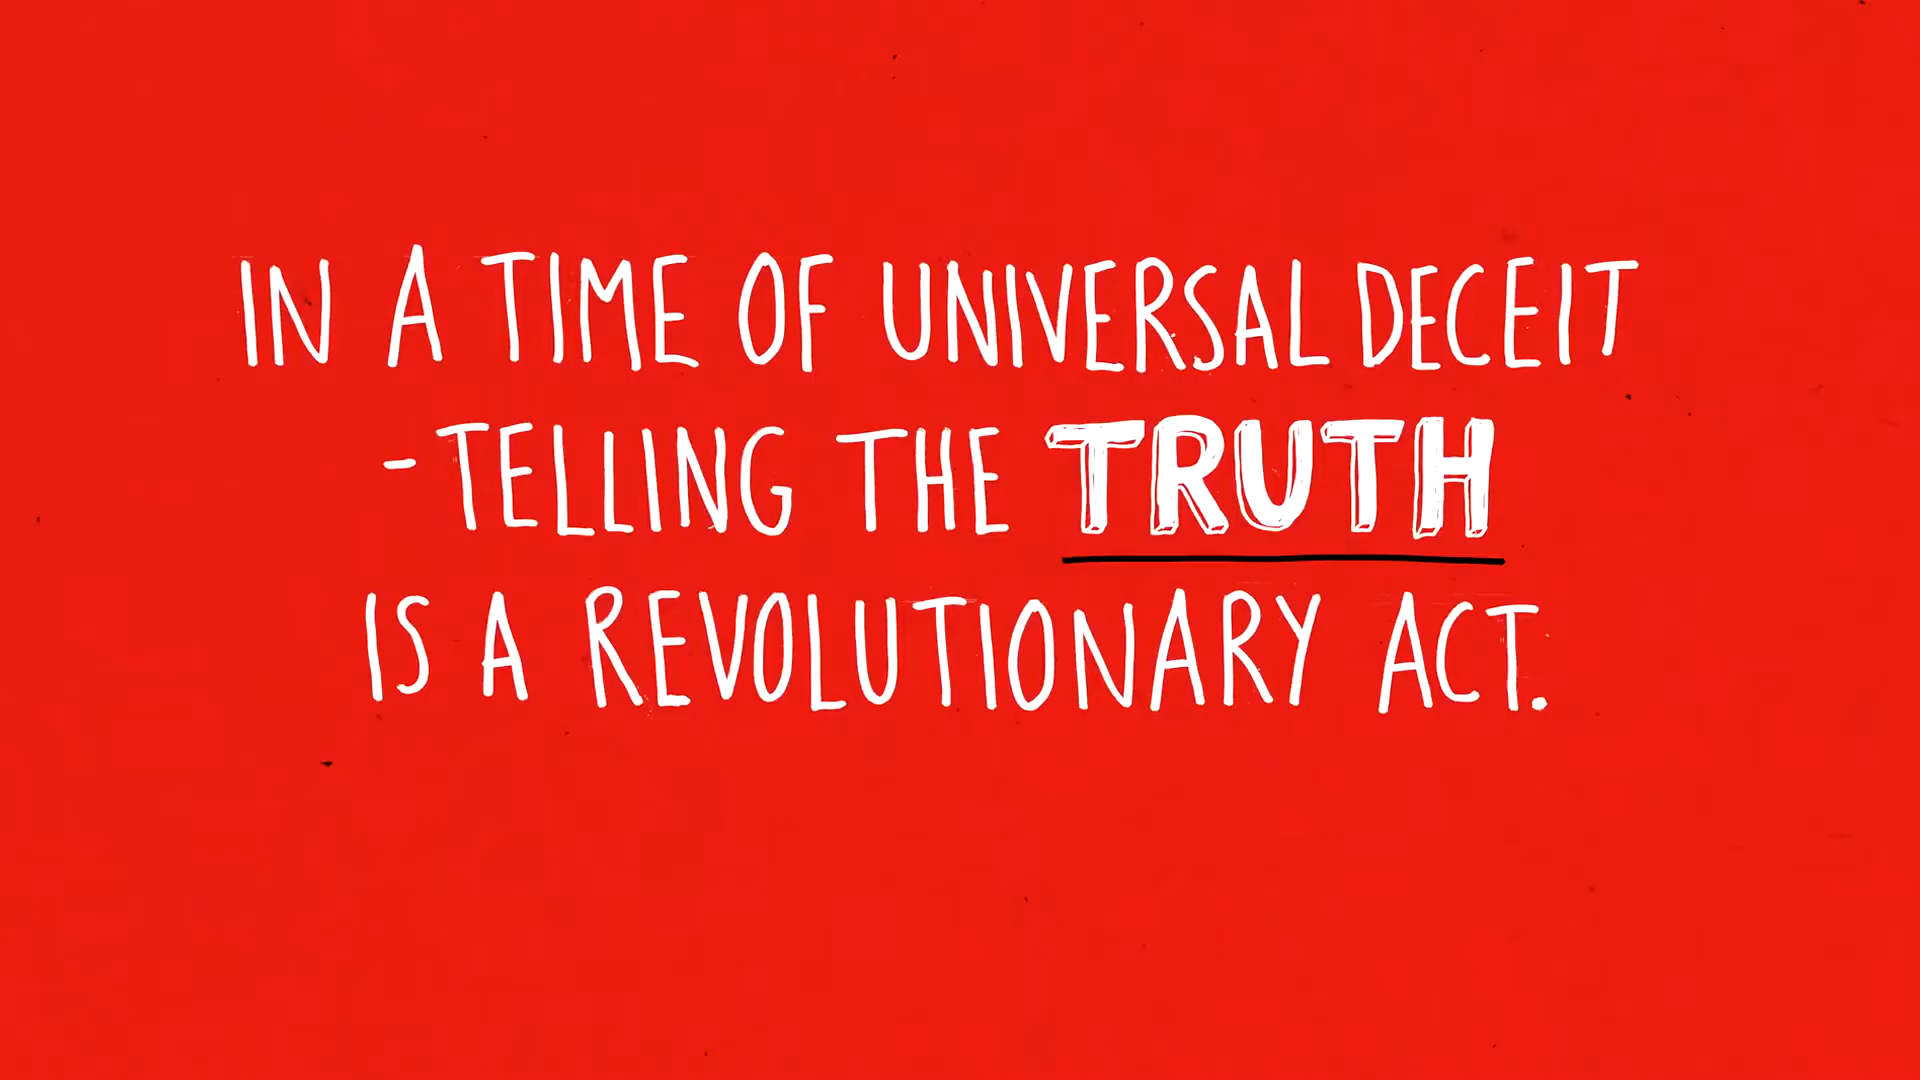 IN A TIME OF UNIVERSAL DECEIT
-TELLING THE TRUTH
IS A REVOLUTIONARY ACT.